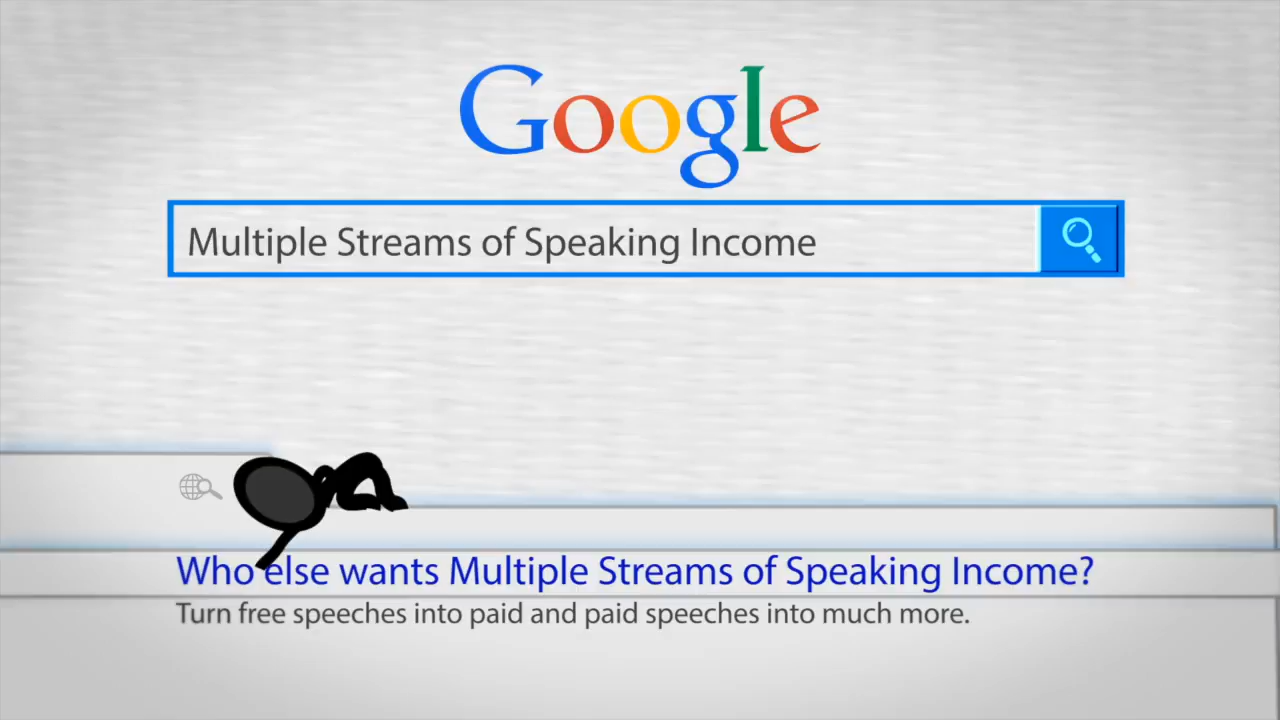 Google
Multiple Streams of Speaking Income
Who else wants Multiple Streams of Speaking Income?
Turn free speeches into paid and paid speeches into much more.